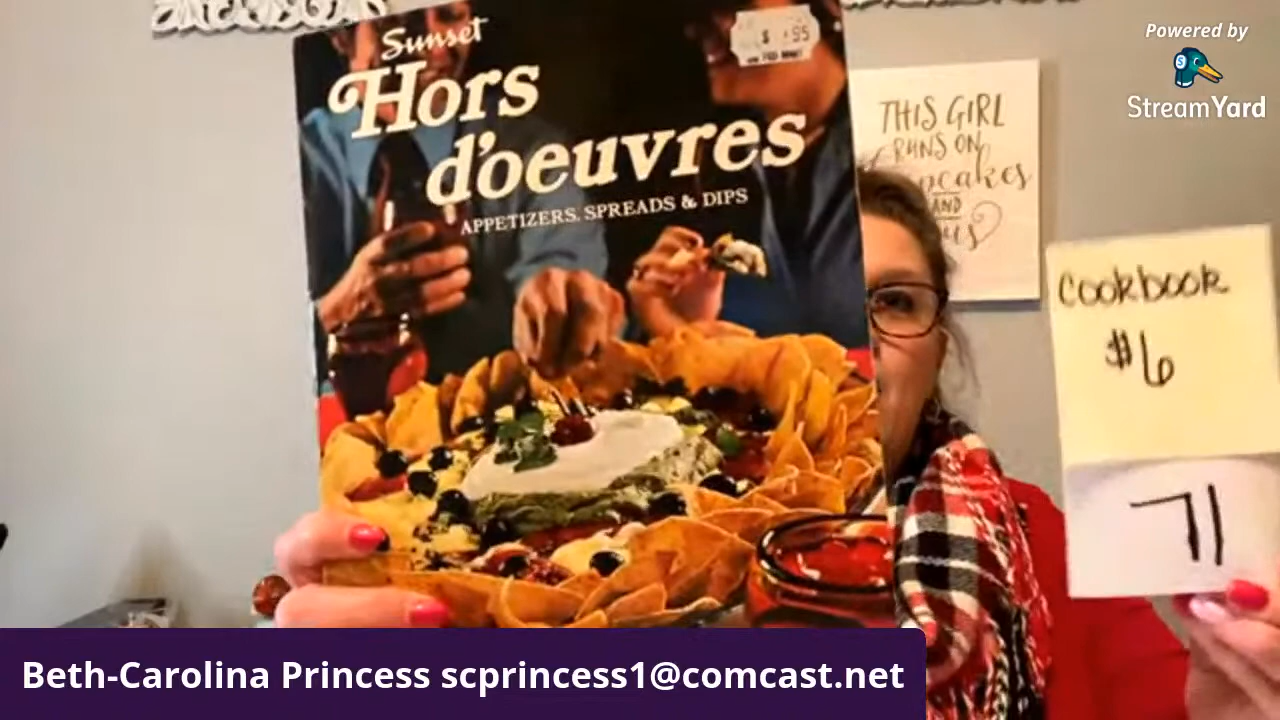 Sunset
Hors
d'oeuvres
APPETIZERS, SPREADS & DIPS
Powered by
StreamYard
THIS GIRL
RUNS ON
AND
Cookbook
$6
71
Beth-Carolina Princess scprincess1@comcast.net